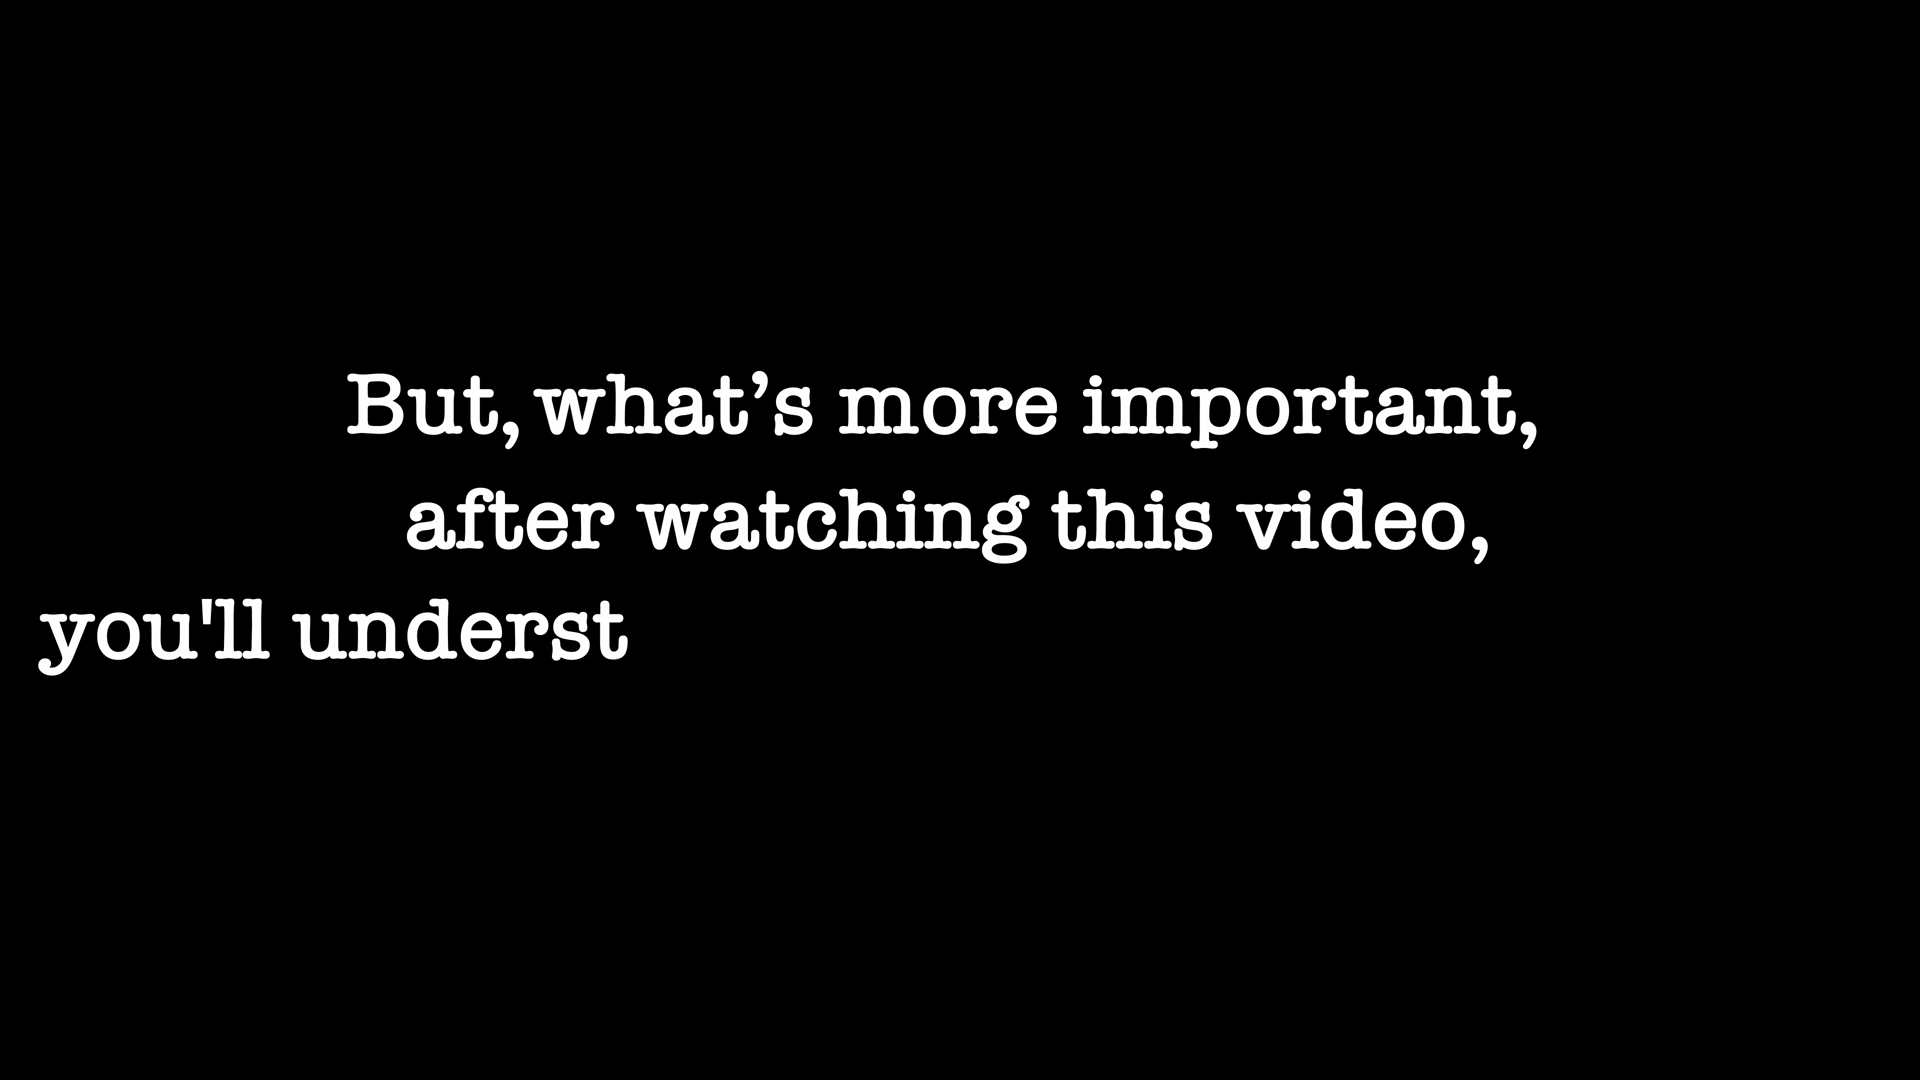 But, what’s more important,
after watching this video,
you'll underst